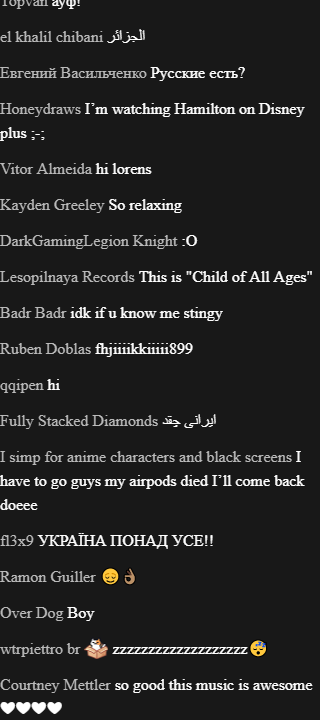 Topvan ауф!
el khalil chibani الجزائر
Евгений Васильченко Русские есть?
Honeydraws I’m watching Hamilton on Disney
plus ;-;
Vitor Almeida hi lorens
Kayden Greeley So relaxing
DarkGamingLegion Knight :O
Lesopilnaya Records This is "Child of All Ages"
Badr Badr idk if u know me stingy
Ruben Doblas fhjiiiikkiiiii899
qqipen hi
Fully Stacked Diamonds ایرانی چقد
I simp for anime characters and black screens I
have to go guys my airpods died I’ll come back
doeee
fl3x9 УКРАЇНА ПОНАД УСЕ!!
Ramon Guiller 😔👌🏾
Over Dog Boy
wtrpiettro br zzzzzzzzzzzzzzzzzzz😴
Courtney Mettler so good this music is awesome
🤍🤍🤍🤍